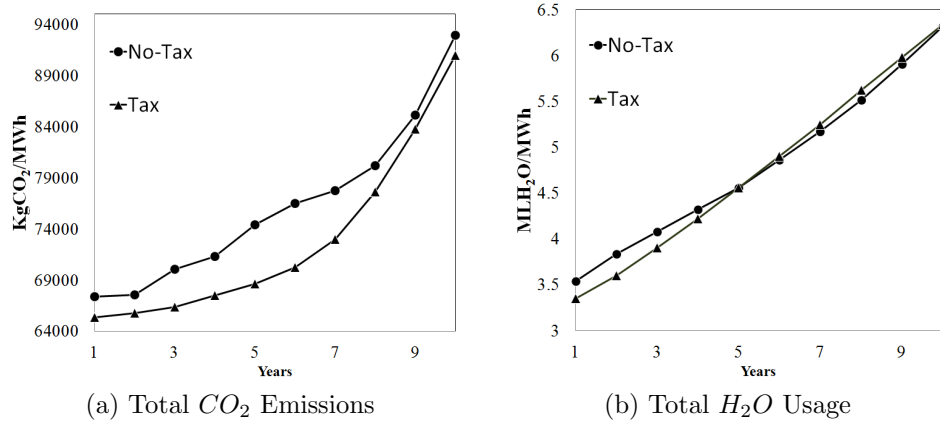 94000
No-Tax
89000
Tax
84000
79000
74000
69000
64000
KgCO₂/MWh
1 3 5 7 9
Years
(a) Total CO₂ Emissions
6.5
6
No-Tax
5.5
Tax
5
4.5
4
3.5
3
MLH₂O/MWh
1 3 5 7 9
Years
(b) Total H₂O Usage